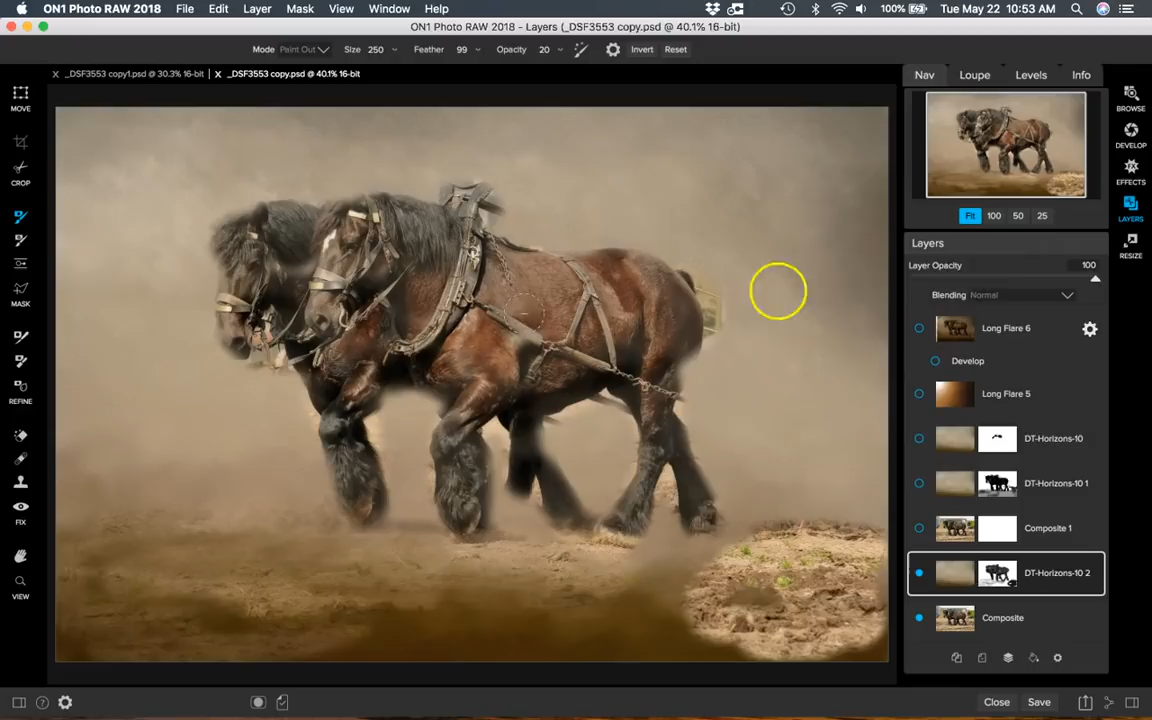 ON1 Photo RAW 2018 File Edit Layer Mask View Window Help 100% Tue May 22 10:53 AM
ON1 Photo RAW 2018 - Layers (_DSF3553 copy.psd @ 40.1% 16-bit)
Mode Paint Out Size 250 Feather 99 Opacity 20 Invert Reset
_DSF3553 copy1.psd @ 30.3% 16-bit _DSF3553 copy.psd @ 40.1% 16-bit
Nav Loupe Levels Info
MOVE
CROP
MASK
REFINE
FIX
VIEW
Fit 100 50 25
Layers
Layer Opacity 100
Blending Normal
Long Flare 6
Develop
Long Flare 5
DT-Horizons-10
DT-Horizons-10 1
Composite 1
DT-Horizons-10 2
Composite
BROWSE
DEVELOP
EFFECTS
LAYERS
RESIZE
? Close Save